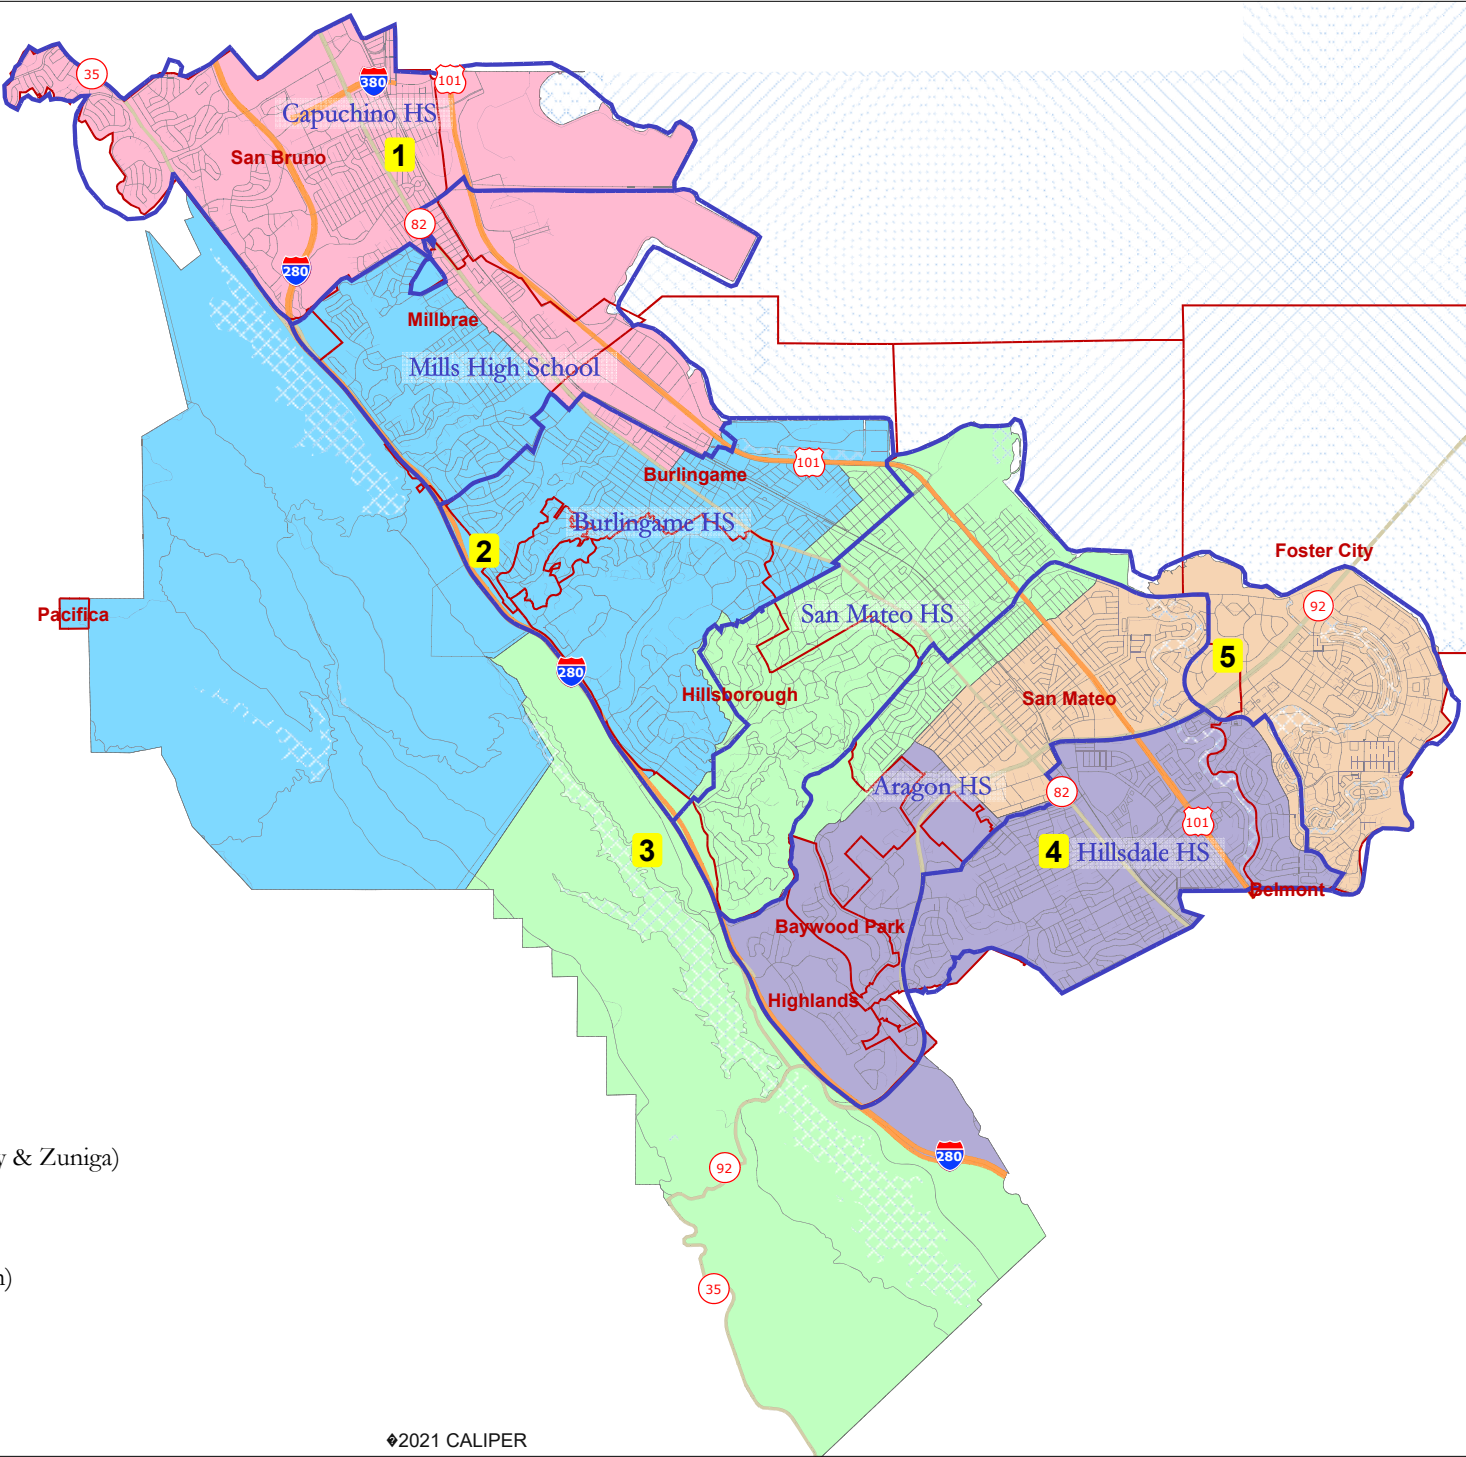 35
380
101
Capuchino HS
1
San Bruno
82
280
Millbrae
Mills High School
Burlingame
101
Burlingame HS
2
Foster City
92
Pacifica
San Mateo HS
5
280
Hillsborough
San Mateo
Aragon HS
82
101
3
4
Hillsdale HS
Belmont
Baywood Park
Highlands
280
y & Zuniga)
92
n)
35
�2021 CALIPER